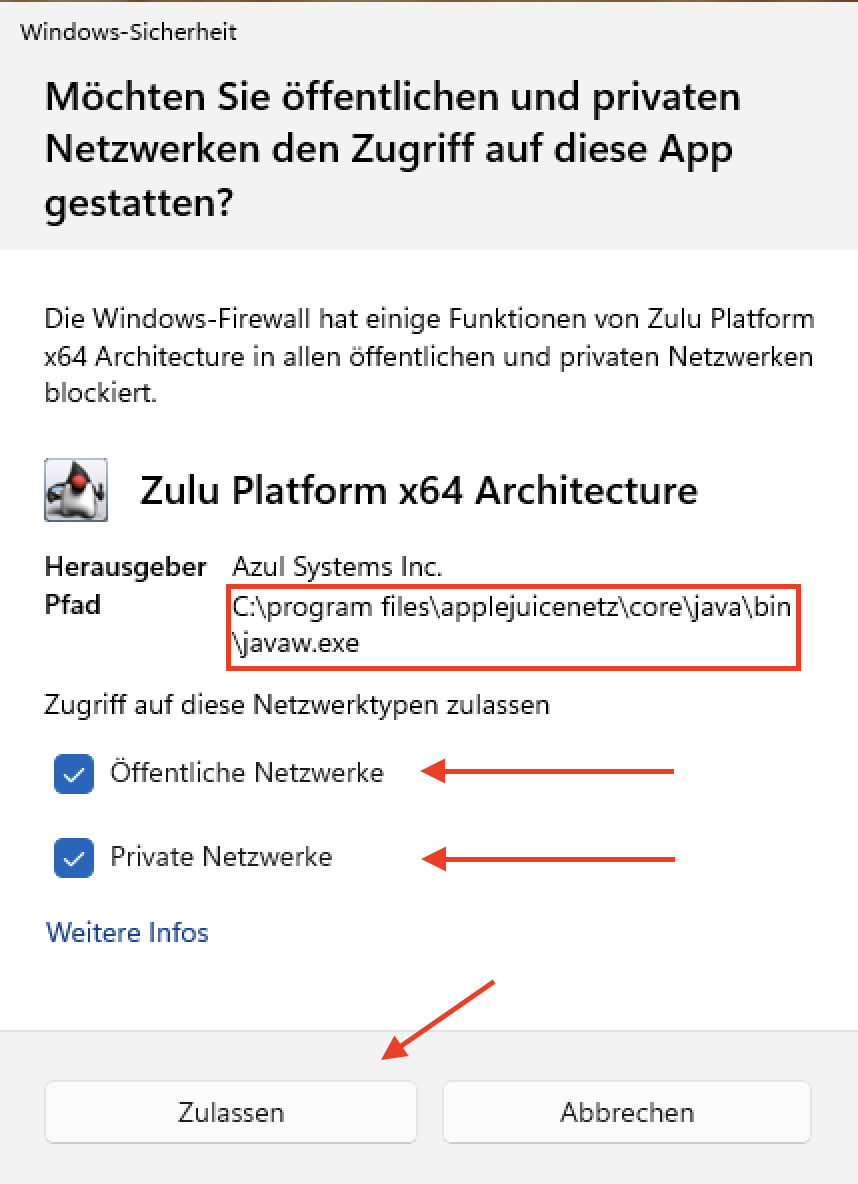 Windows-Sicherheit
Möchten Sie öffentlichen und privaten
Netzwerken den Zugriff auf diese App
gestatten?
Die Windows-Firewall hat einige Funktionen von Zulu Platform
x64 Architecture in allen öffentlichen und privaten Netzwerken
blockiert.
Zulu Platform x64 Architecture
Herausgeber Azul Systems Inc.
Pfad C:\program files\applejuicenetz\core\java\bin
\javaw.exe
Zugriff auf diese Netzwerktypen zulassen
Öffentliche Netzwerke
Private Netzwerke
Weitere Infos
Zulassen Abbrechen